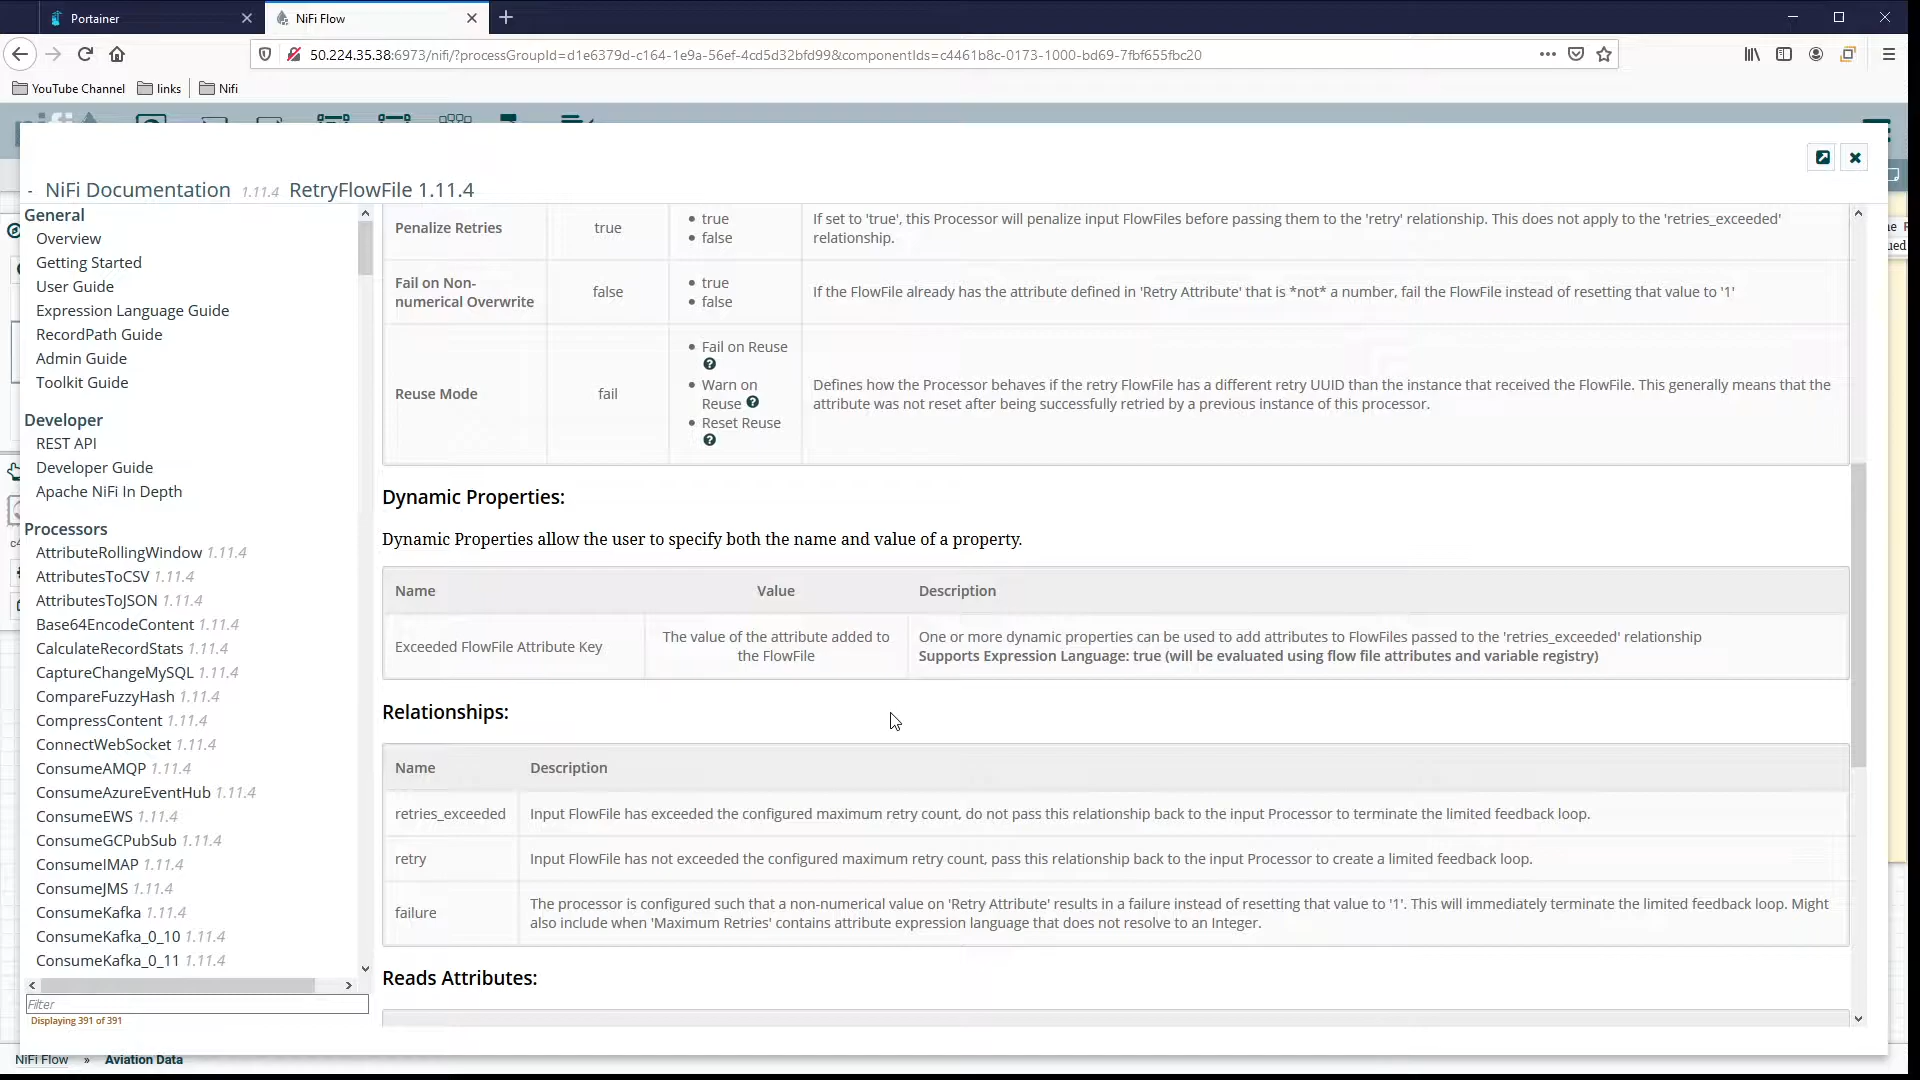 Portainer
NiFi Flow
50.224.35.38:6973/nifi/?processGroupId=d1e6379d-c164-1e9a-56ef-4cd5d32bfd99&componentIds=c4461b8c-0173-1000-bd69-7fbf655fbc20
YouTube Channel
links
Nifi
- NiFi Documentation 1.11.4 RetryFlowFile 1.11.4
General
Overview
Getting Started
User Guide
Expression Language Guide
RecordPath Guide
Admin Guide
Toolkit Guide
Developer
REST API
Developer Guide
Apache NiFi In Depth
Processors
AttributeRollingWindow 1.11.4
AttributesToCSV 1.11.4
AttributesToJSON 1.11.4
Base64EncodeContent 1.11.4
CalculateRecordStats 1.11.4
CaptureChangeMySQL 1.11.4
CompareFuzzyHash 1.11.4
CompressContent 1.11.4
ConnectWebSocket 1.11.4
ConsumeAMQP 1.11.4
ConsumeAzureEventHub 1.11.4
ConsumeEWS 1.11.4
ConsumeGCPubSub 1.11.4
ConsumeIMAP 1.11.4
ConsumeJMS 1.11.4
ConsumeKafka 1.11.4
ConsumeKafka_0_10 1.11.4
ConsumeKafka_0_11 1.11.4
Filter
Displaying 391 of 391
Penalize Retries
true
• true
• false
If set to 'true', this Processor will penalize input FlowFiles before passing them to the 'retry' relationship. This does not apply to the 'retries_exceeded'
relationship.
Fail on Non-
numerical Overwrite
false
• true
• false
If the FlowFile already has the attribute defined in 'Retry Attribute' that is *not* a number, fail the FlowFile instead of resetting that value to '1'
Reuse Mode
fail
• Fail on Reuse
• Warn on
Reuse
• Reset Reuse
Defines how the Processor behaves if the retry FlowFile has a different retry UUID than the instance that received the FlowFile. This generally means that the
attribute was not reset after being successfully retried by a previous instance of this processor.
Dynamic Properties:
Dynamic Properties allow the user to specify both the name and value of a property.
Name Value Description
Exceeded FlowFile Attribute Key
The value of the attribute added to
the FlowFile
One or more dynamic properties can be used to add attributes to FlowFiles passed to the 'retries_exceeded' relationship
Supports Expression Language: true (will be evaluated using flow file attributes and variable registry)
Relationships:
Name Description
retries_exceeded Input FlowFile has exceeded the configured maximum retry count, do not pass this relationship back to the input Processor to terminate the limited feedback loop.
retry Input FlowFile has not exceeded the configured maximum retry count, pass this relationship back to the input Processor to create a limited feedback loop.
failure
The processor is configured such that a non-numerical value on 'Retry Attribute' results in a failure instead of resetting that value to '1'. This will immediately terminate the limited feedback loop. Might
also include when 'Maximum Retries' contains attribute expression language that does not resolve to an Integer.
Reads Attributes:
NiFi Flow » Aviation Data